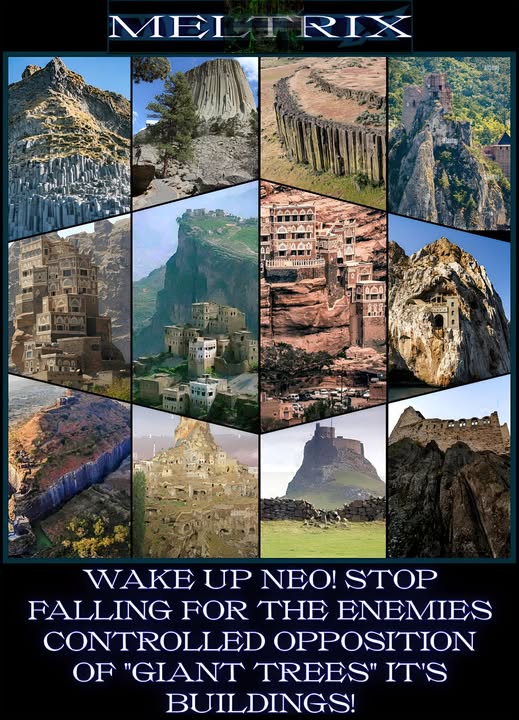 MELTRIX
WAKE UP NEO! STOP
FALLING FOR THE ENEMIES
CONTROLLED OPPOSITION
OF "GIANT TREES" IT'S
BUILDINGS!